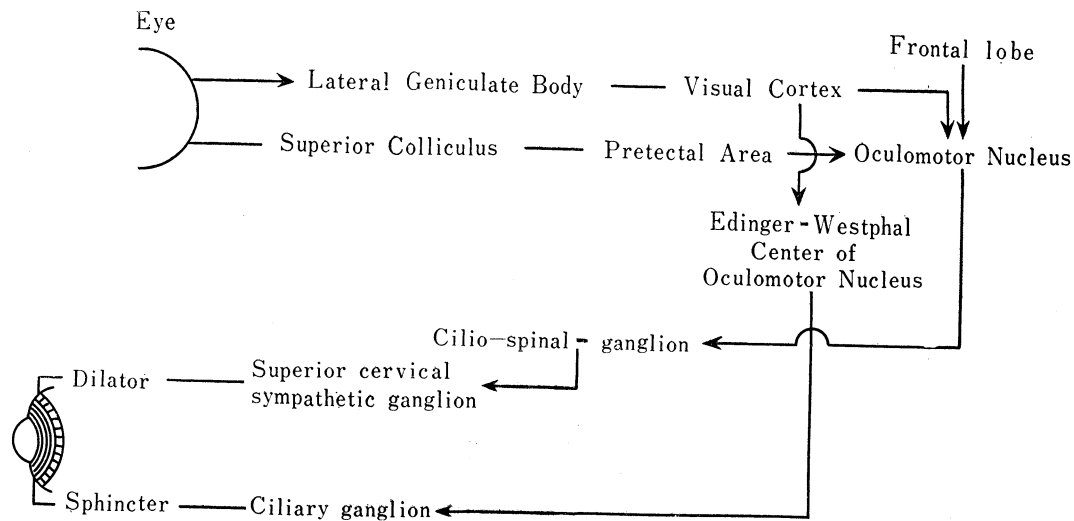 Eye
Frontal lobe
Lateral Geniculate Body
Visual Cortex
Superior Colliculus
Pretectal Area
Oculomotor Nucleus
Edinger-Westphal
Center of
Oculomotor Nucleus
Cilio-spinal- ganglion
Dilator
Superior cervical
sympathetic ganglion
Sphincter
Ciliary ganglion